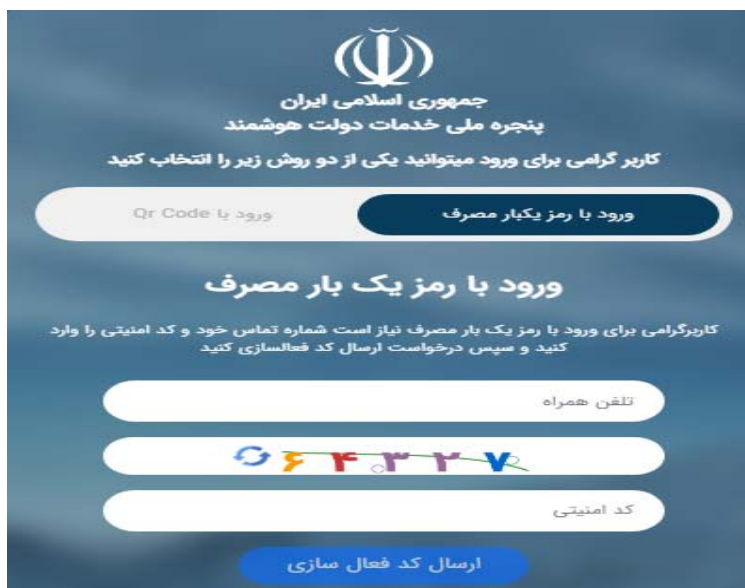 جمهوری اسلامی ایران
پنجره ملی خدمات دولت هوشمند
کاربر گرامی برای ورود میتوانید یکی از دو روش زیر را انتخاب کنید
ورود با رمز یکبار مصرف
ورود با Qr Code
ورود با رمز یک بار مصرف
کاربرگرامی برای ورود با رمز یک بار مصرف نیاز است شماره تماس خود و کد امنیتی را وارد
کنید و سپس درخواست ارسال کد فعالسازی کنید
تلفن همراه
۶۴۳۲۷
کد امنیتی
ارسال کد فعال سازی